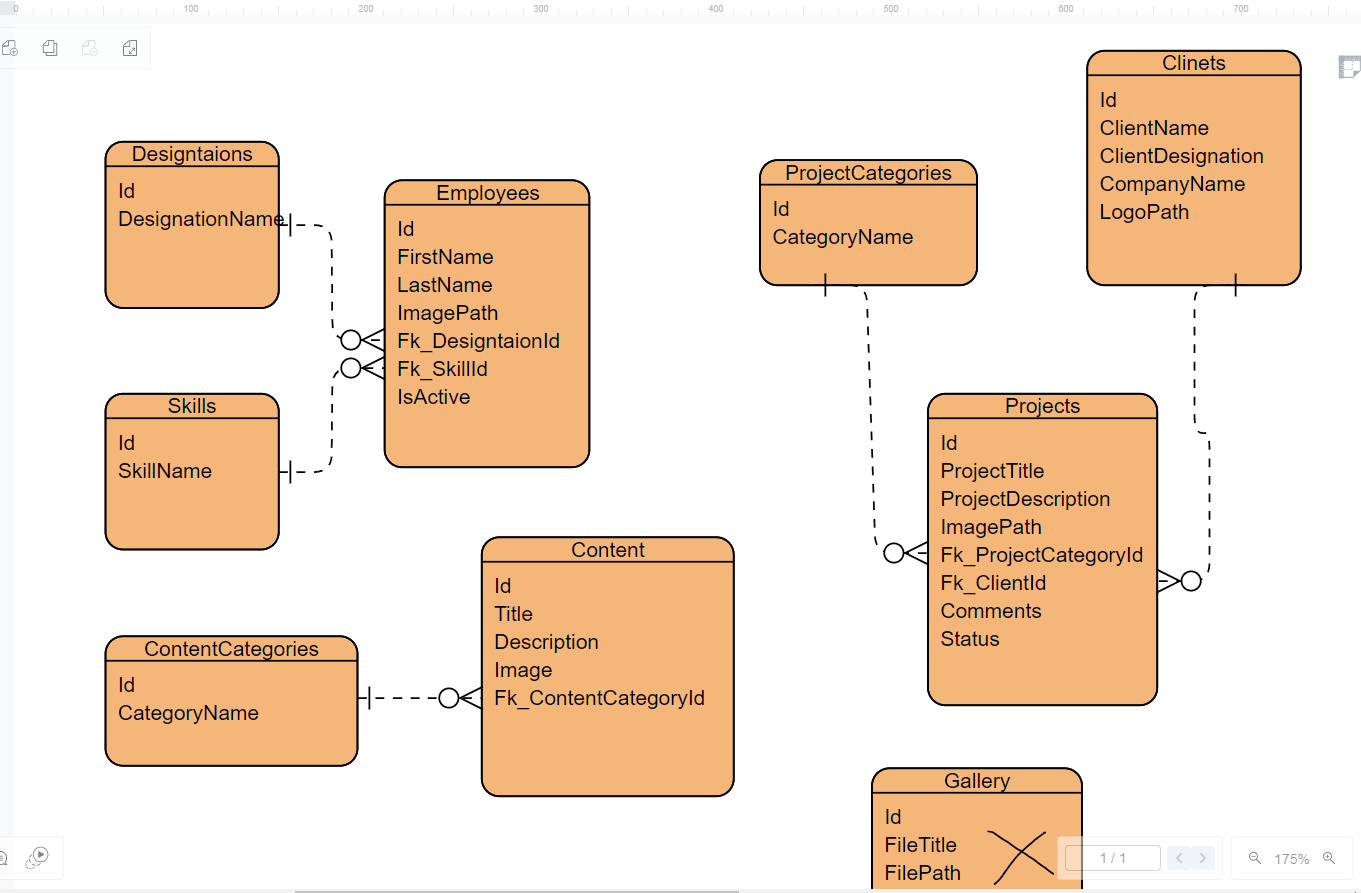 0 100 200 300 400 500 600 700
Clinets
Id
ClientName
ClientDesignation
CompanyName
LogoPath
Designtaions
Id
DesignationName
Employees
Id
FirstName
LastName
ImagePath
Fk_DesigntaionId
Fk_SkillId
IsActive
ProjectCategories
Id
CategoryName
Skills
Id
SkillName
Projects
Id
ProjectTitle
ProjectDescription
ImagePath
Fk_ProjectCategoryId
Fk_ClientId
Comments
Status
Content
Id
Title
Description
Image
Fk_ContentCategoryId
ContentCategories
Id
CategoryName
Gallery
Id
FileTitle
FilePath
1 / 1
175%